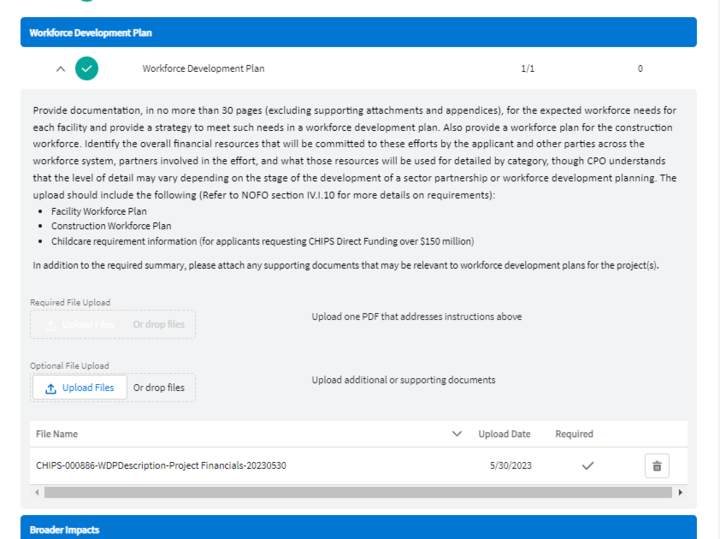 Workforce Development Plan
Workforce Development Plan 1/1 0
Provide documentation, in no more than 30 pages (excluding supporting attachments and appendices), for the expected workforce needs for
each facility and provide a strategy to meet such needs in a workforce development plan. Also provide a workforce plan for the construction
workforce. Identify the overall financial resources that will be committed to these efforts by the applicant and other parties across the
workforce system, partners involved in the effort, and what those resources will be used for detailed by category, though CPO understands
that the level of detail may vary depending on the stage of the development of a sector partnership or workforce development planning. The
upload should include the following (Refer to NOFO section IV.I.10 for more details on requirements):
• Facility Workforce Plan
• Construction Workforce Plan
• Childcare requirement information (for applicants requesting CHIPS Direct Funding over $150 million)
In addition to the required summary, please attach any supporting documents that may be relevant to workforce development plans for the project(s).
Required File Upload
Upload Files Or drop files Upload one PDF that addresses instructions above
Optional File Upload
Upload Files Or drop files Upload additional or supporting documents
File Name Upload Date Required
CHIPS-000886-WDPDescription-Project Financials-20230530 5/30/2023
Broader Impacts